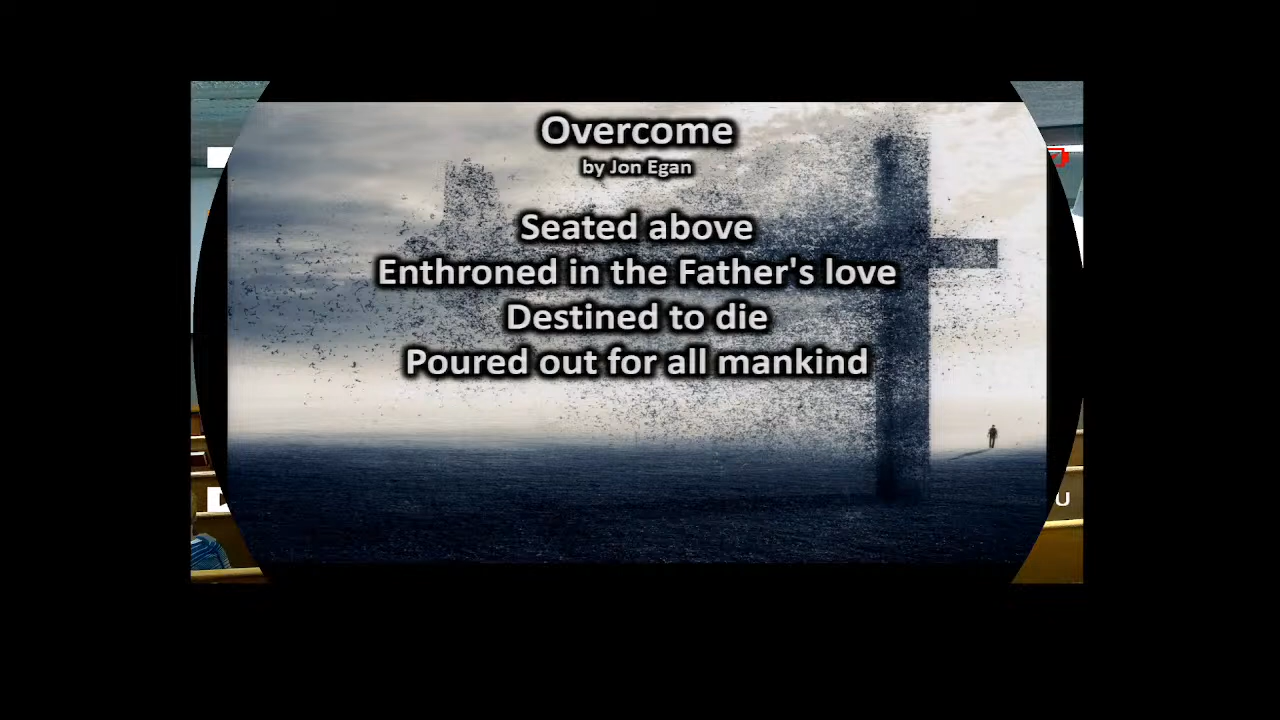 Overcome
by Jon Egan
Seated above
Enthroned in the Father's love
Destined to die
Poured out for all mankind
U